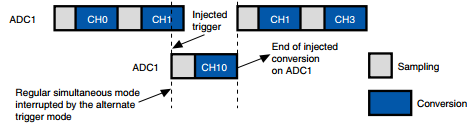 ADC1
CH0
CH1
Injected
trigger
CH1
CH3
ADC1
CH10
End of injected
conversion
on ADC1
Sampling
Regular simultaneous mode
interrupted by the alternate
trigger mode
Conversion